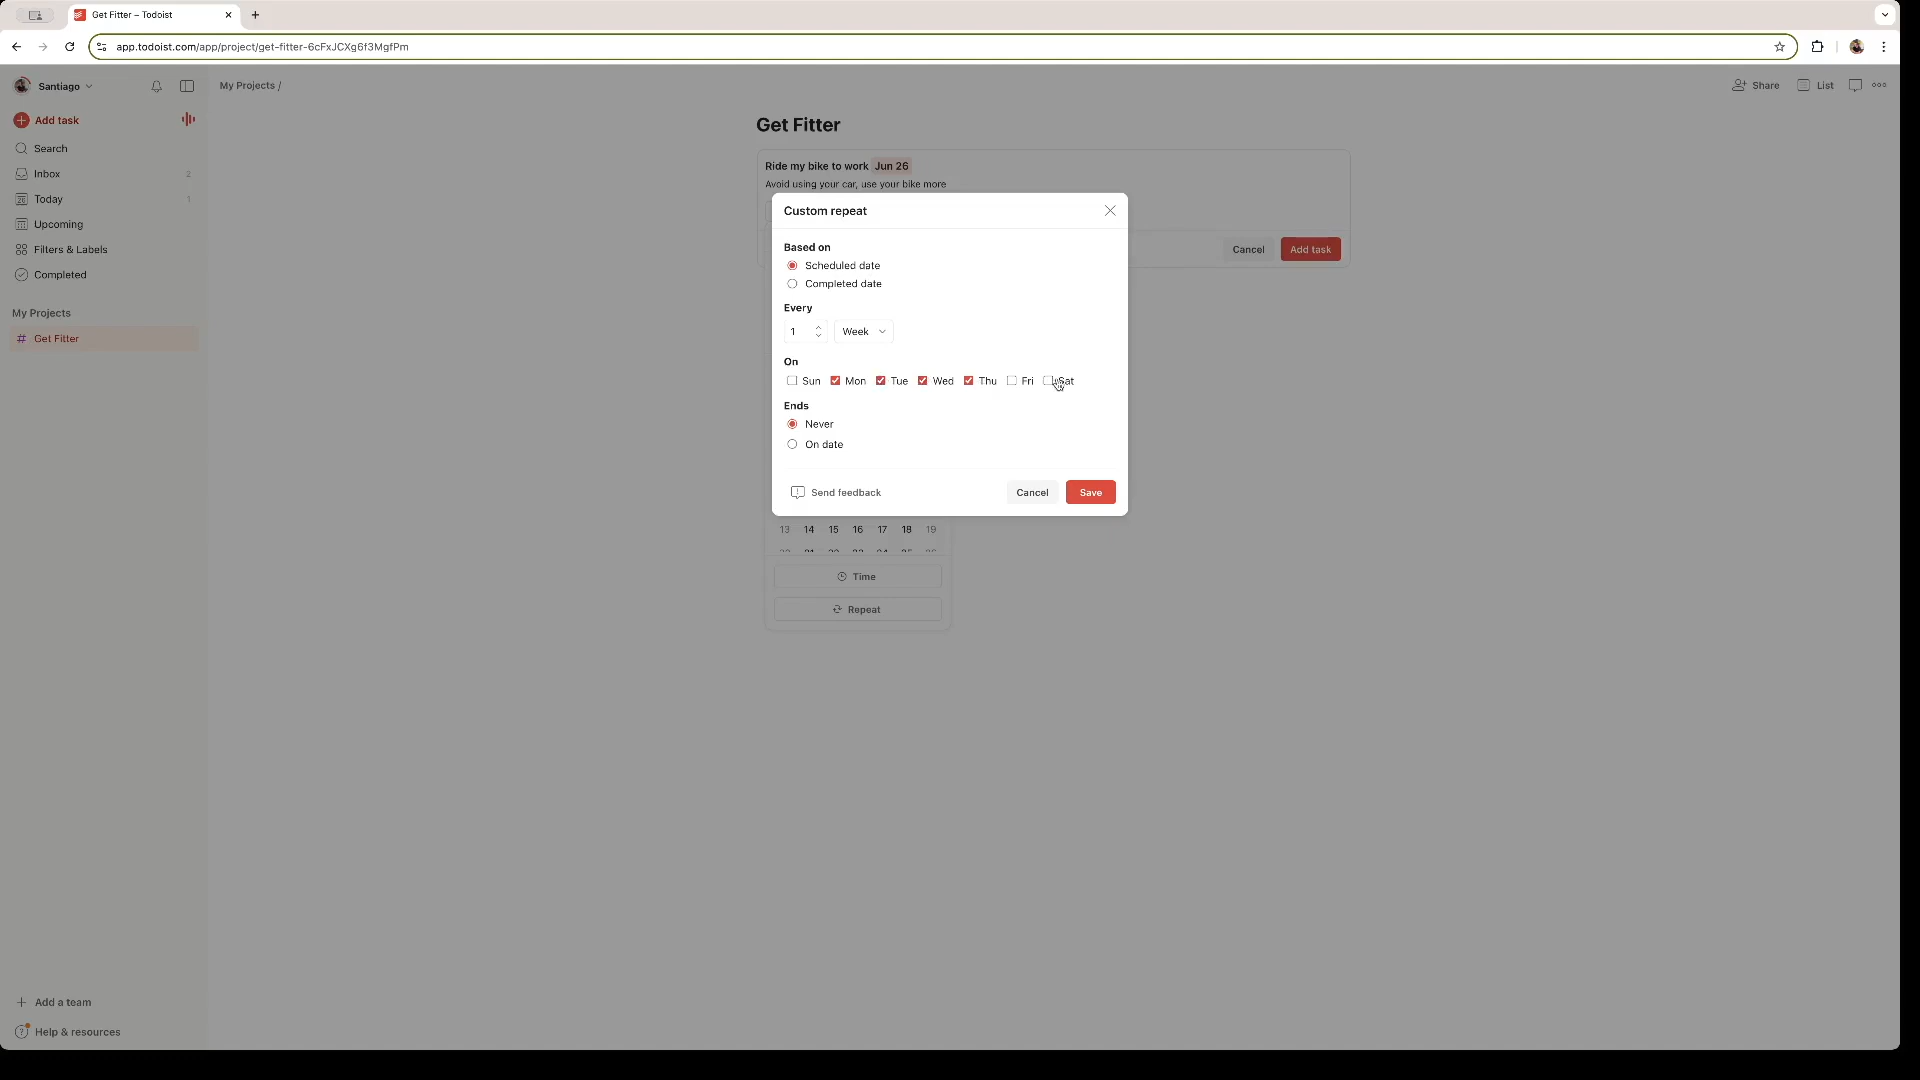 Get Fitter – Todoist
app.todoist.com/app/project/get-fitter-6cFxJCXg6f3MgfPm
Santiago
My Projects /
Share
List
Add task
Search
Inbox 2
Today 1
Upcoming
Filters & Labels
Completed
My Projects
# Get Fitter
Add a team
Help & resources
Get Fitter
Ride my bike to work Jun 26
Avoid using your car, use your bike more
Cancel
Add task
Custom repeat
Based on
Scheduled date
Completed date
Every
1 Week
On
Sun Mon Tue Wed Thu Fri Sat
Ends
Never
On date
Send feedback
Cancel
Save
13 14 15 16 17 18 19
Time
Repeat